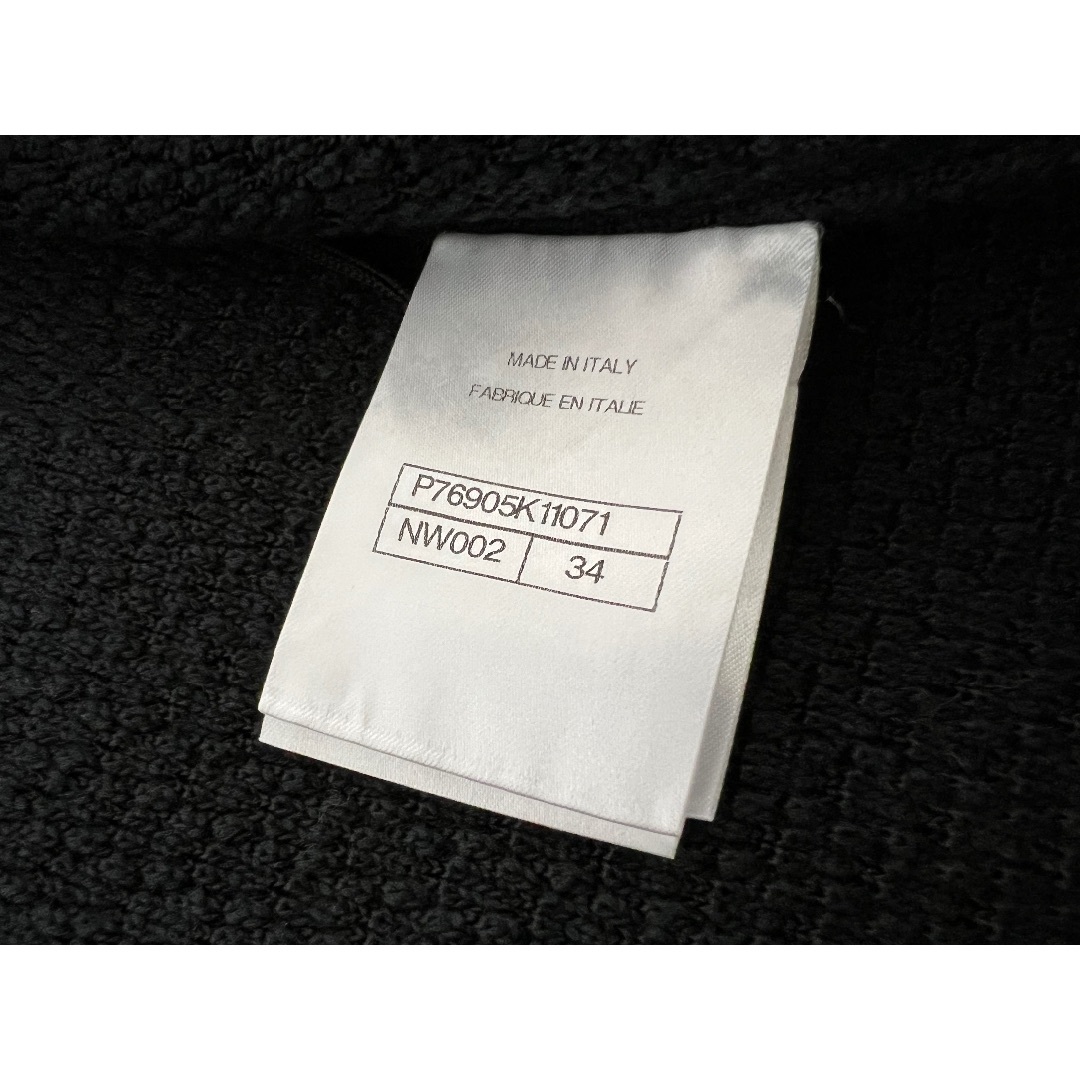 MADE IN ITALY
FABRIQUE EN ITALIE
P76905K11071
NW002 34